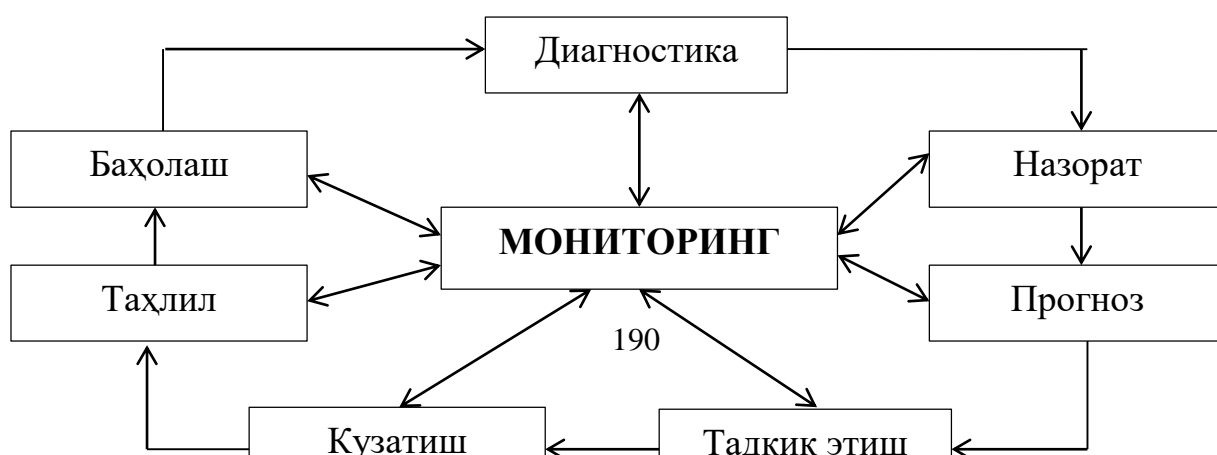 Диагностика
Баҳолаш
Назорат
МОНИТОРИНГ
Таҳлил
Прогноз
190
Кузатиш
Тадкик этиш